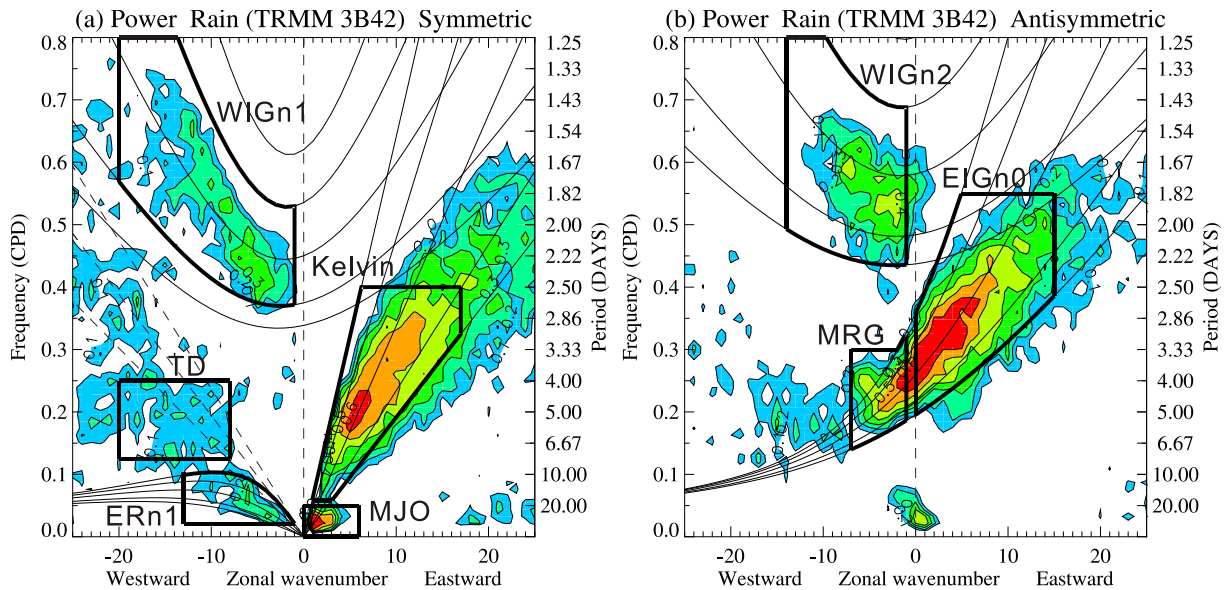 (a) Power Rain (TRMM 3B42) Symmetric
0.8
0.7
0.6
0.5
0.4
0.3
0.2
0.1
0.0
Frequency (CPD)
1.25
1.33
1.43
1.54
1.67
1.82
2.00
2.22
2.50
2.86
3.33
4.00
5.00
6.67
10.00
20.00
Period (DAYS)
WIGn1
Kelvin
TD
ERn1
MJO
-20 -10 0 10 20
Westward Zonal wavenumber Eastward
(b) Power Rain (TRMM 3B42) Antisymmetric
0.8
0.7
0.6
0.5
0.4
0.3
0.2
0.1
0.0
Frequency (CPD)
1.25
1.33
1.43
1.54
1.67
1.82
2.00
2.22
2.50
2.86
3.33
4.00
5.00
6.67
10.00
20.00
Period (DAYS)
WIGn2
EIGn0
MRG
-20 -10 0 10 20
Westward Zonal wavenumber Eastward